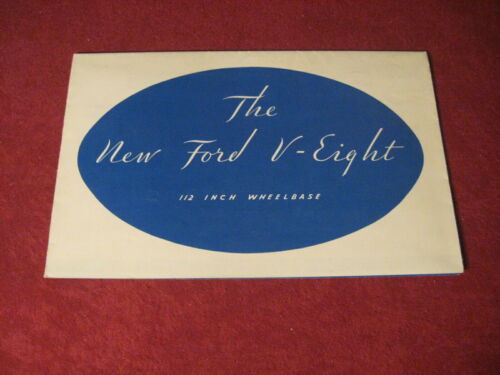 The
New Ford V-Eight
112 INCH WHEELBASE